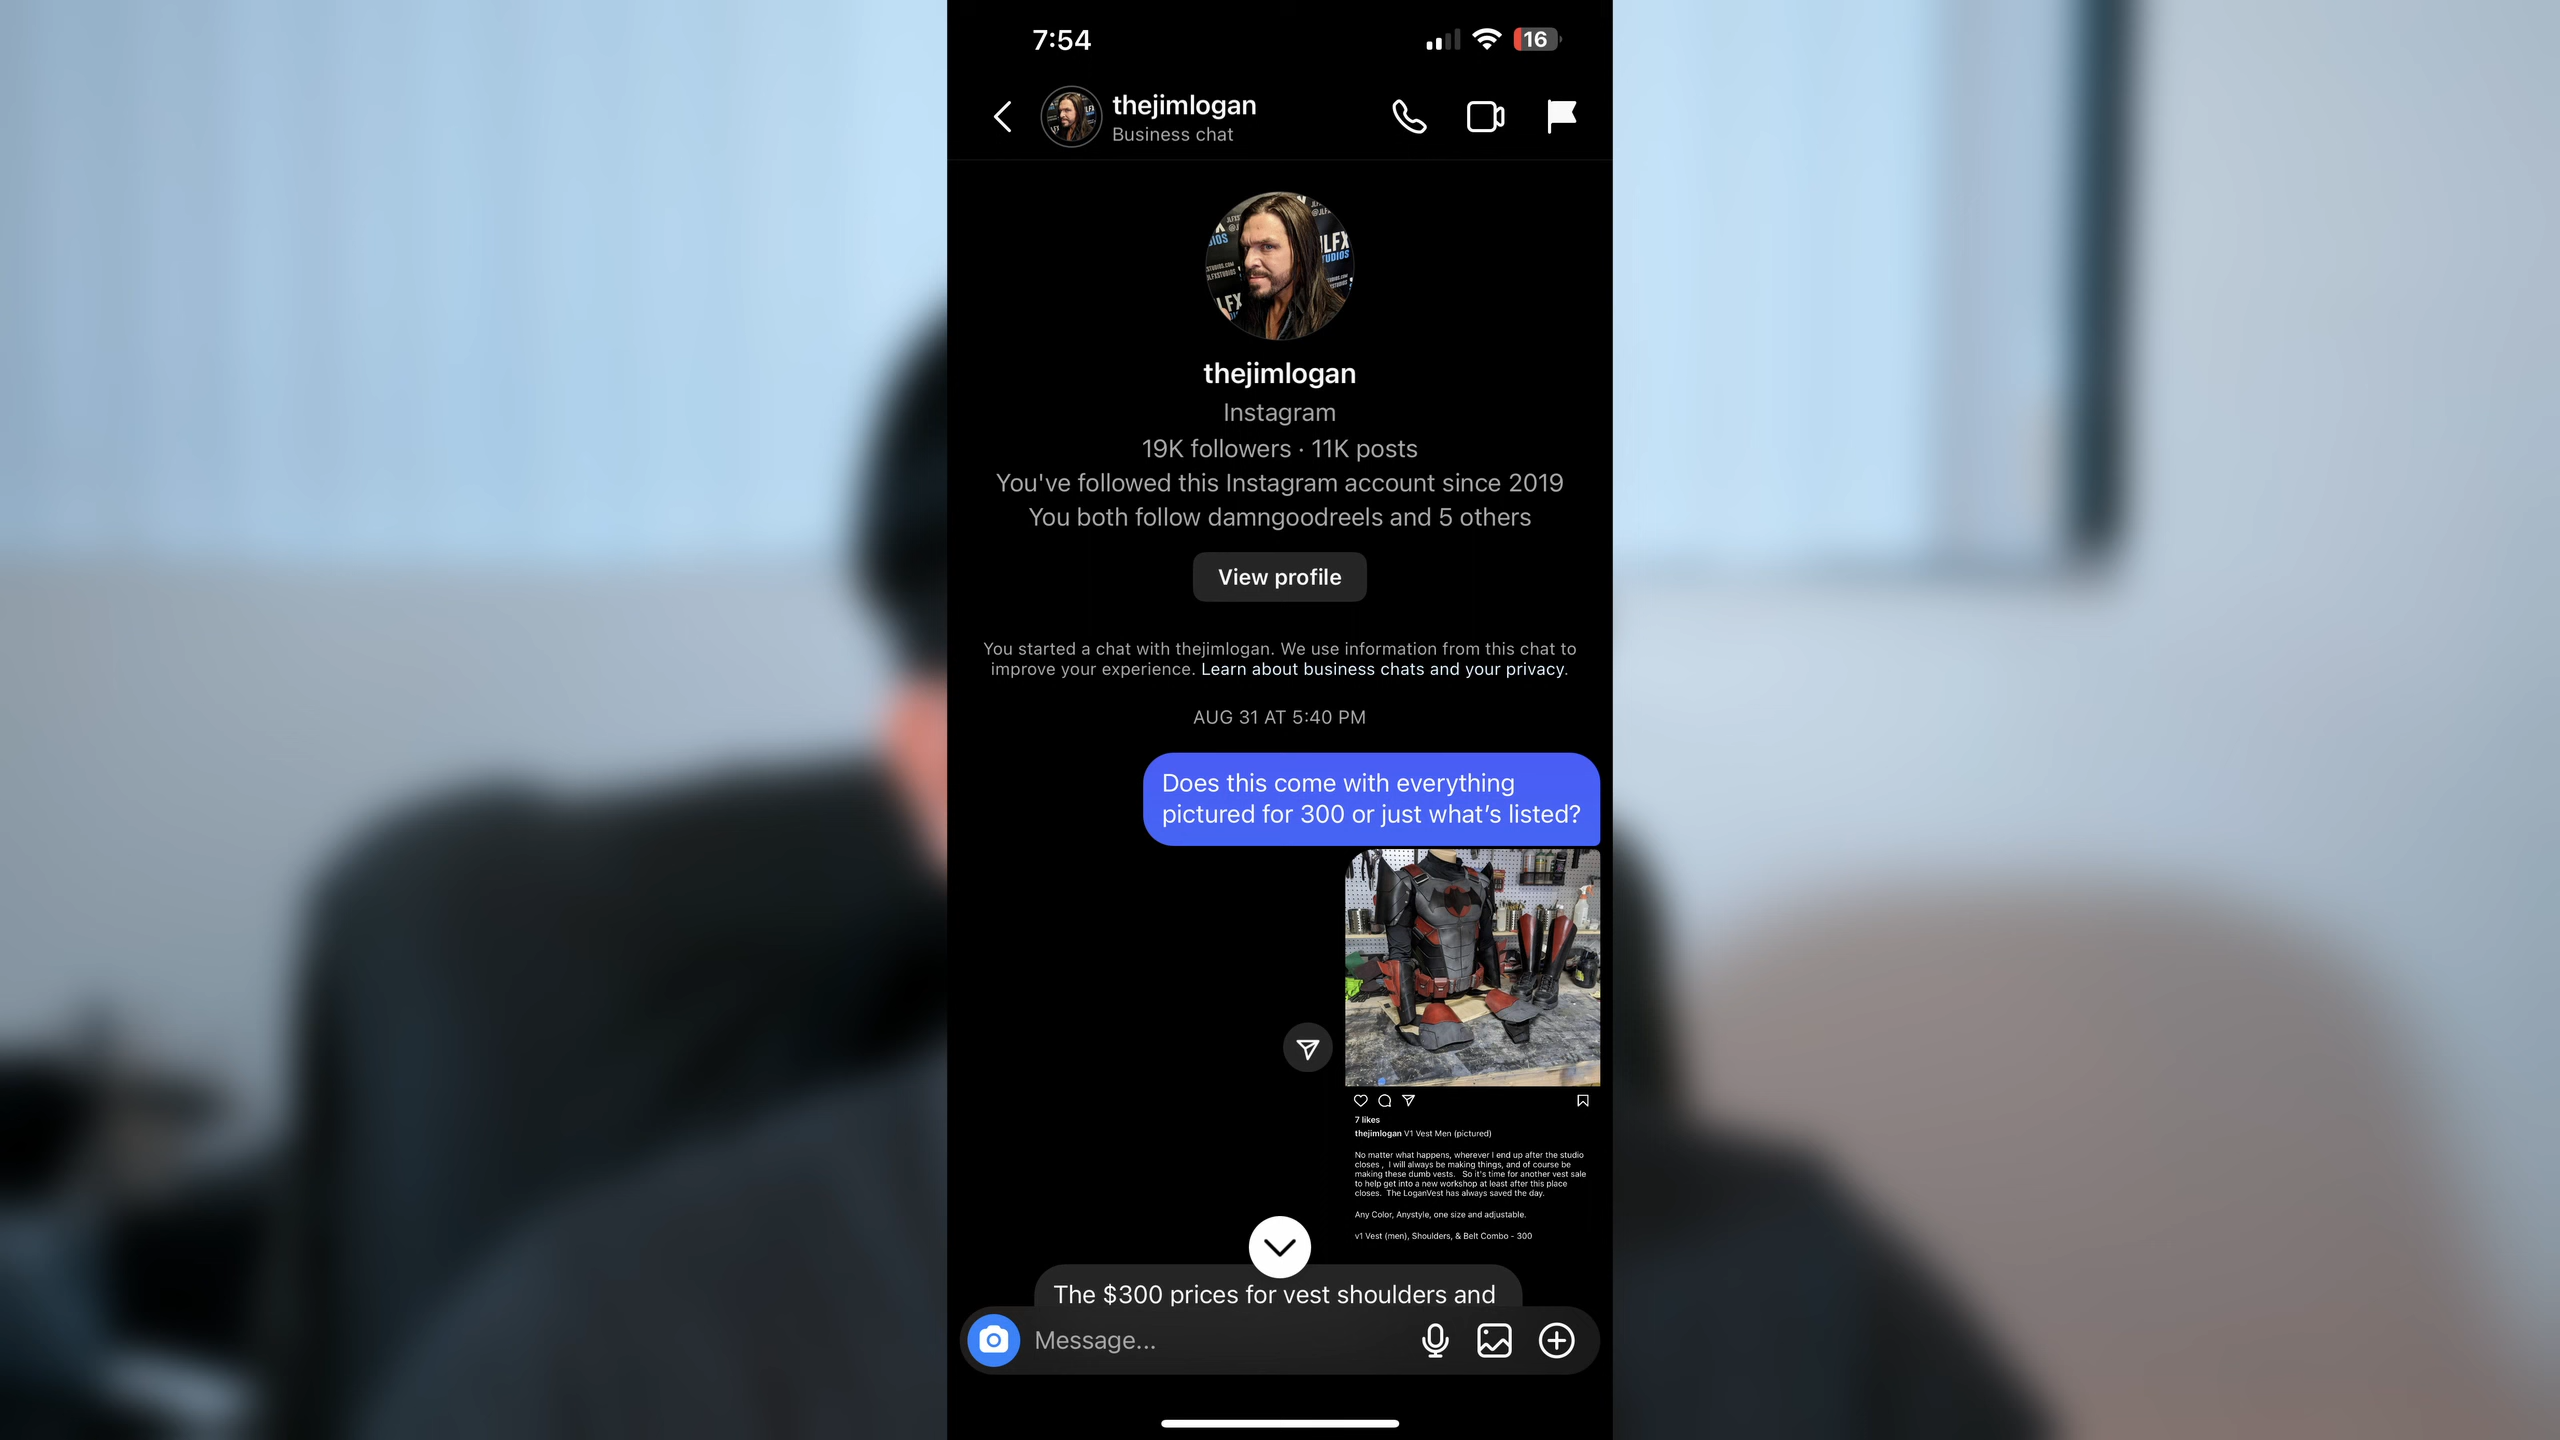 7:54
16
thejimlogan
Business chat
JLFX
STUDIOS
thejimlogan
Instagram
19K followers · 11K posts
You've followed this Instagram account since 2019
You both follow damngoodreels and 5 others
View profile
You started a chat with thejimlogan. We use information from this chat to
improve your experience. Learn about business chats and your privacy.
AUG 31 AT 5:40 PM
Does this come with everything
pictured for 300 or just what’s listed?
7 likes
thejimlogan V1 Vest Men (pictured)
No matter what happens, wherever I end up after the studio
closes , I will always be making things, and of course be
making these dumb vests. So it's time for another vest sale
to help get into a new workshop at least after this place
closes. The LoganVest has always saved the day.
Any Color, Anystyle, one size and adjustable.
v1 Vest (men), Shoulders, & Belt Combo - 300
The $300 prices for vest shoulders and
Message...